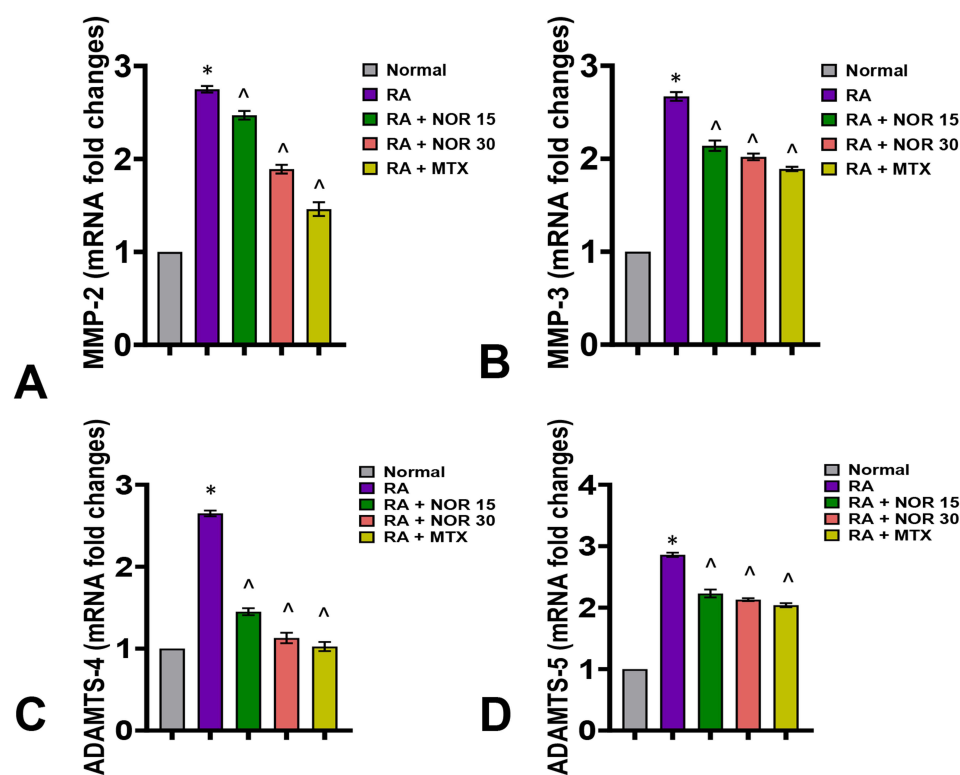 MMP-2 (mRNA fold changes)
3
2
1
0
*
^
^
^
Normal
RA
RA + NOR 15
RA + NOR 30
RA + MTX
A
MMP-3 (mRNA fold changes)
3
2
1
0
*
^
^
^
Normal
RA
RA + NOR 15
RA + NOR 30
RA + MTX
B
ADAMTS-4 (mRNA fold changes)
3
2
1
0
*
^
^
^
Normal
RA
RA + NOR 15
RA + NOR 30
RA + MTX
C
ADAMTS-5 (mRNA fold changes)
4
3
2
1
0
*
^
^
^
Normal
RA
RA + NOR 15
RA + NOR 30
RA + MTX
D